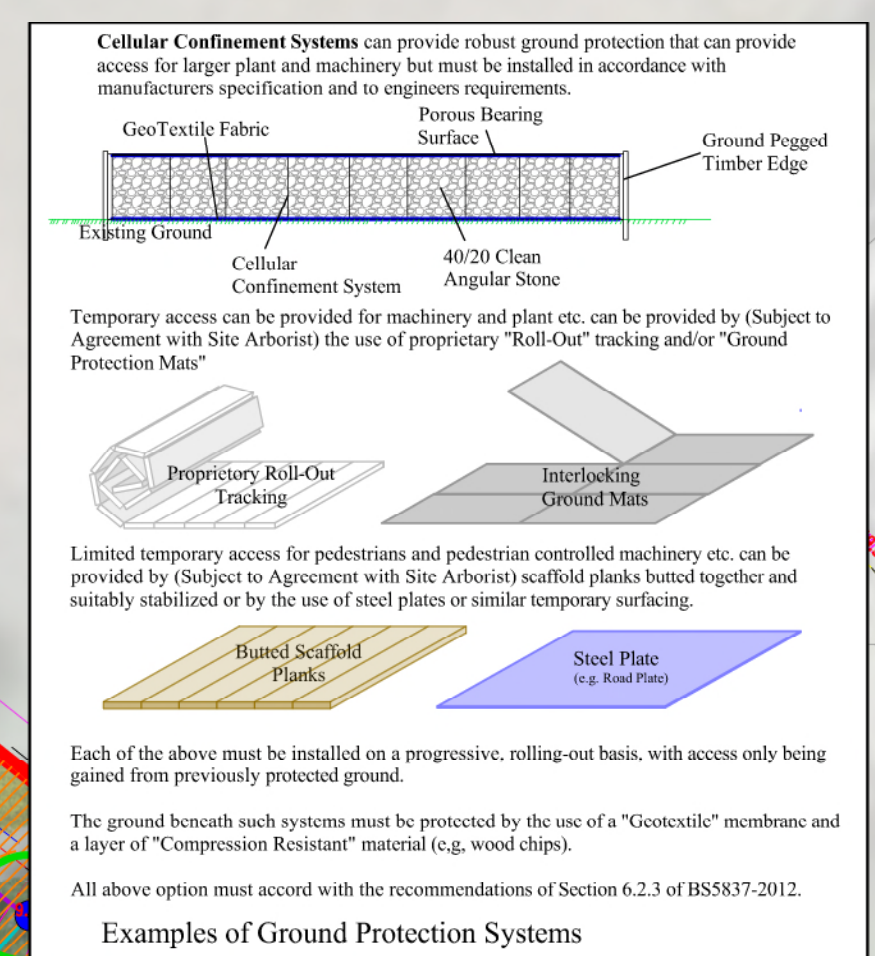 Cellular Confinement Systems can provide robust ground protection that can provide
access for larger plant and machinery but must be installed in accordance with
manufacturers specification and to engineers requirements.
GeoTextile Fabric
Porous Bearing
Surface
Ground Pegged
Timber Edge
Existing Ground
Cellular
Confinement System
40/20 Clean
Angular Stone
Temporary access can be provided for machinery and plant etc. can be provided by (Subject to
Agreement with Site Arborist) the use of proprietary "Roll-Out" tracking and/or "Ground
Protection Mats"
Proprietory Roll-Out
Tracking
Interlocking
Ground Mats
Limited temporary access for pedestrians and pedestrian controlled machinery etc. can be
provided by (Subject to Agreement with Site Arborist) scaffold planks butted together and
suitably stabilized or by the use of steel plates or similar temporary surfacing.
Butted Scaffold
Planks
Steel Plate
(e.g. Road Plate)
Each of the above must be installed on a progressive, rolling-out basis, with access only being
gained from previously protected ground.
The ground beneath such systems must be protected by the use of a "Geotextile" membrane and
a layer of "Compression Resistant" material (e,g, wood chips).
All above option must accord with the recommendations of Section 6.2.3 of BS5837-2012.
Examples of Ground Protection Systems